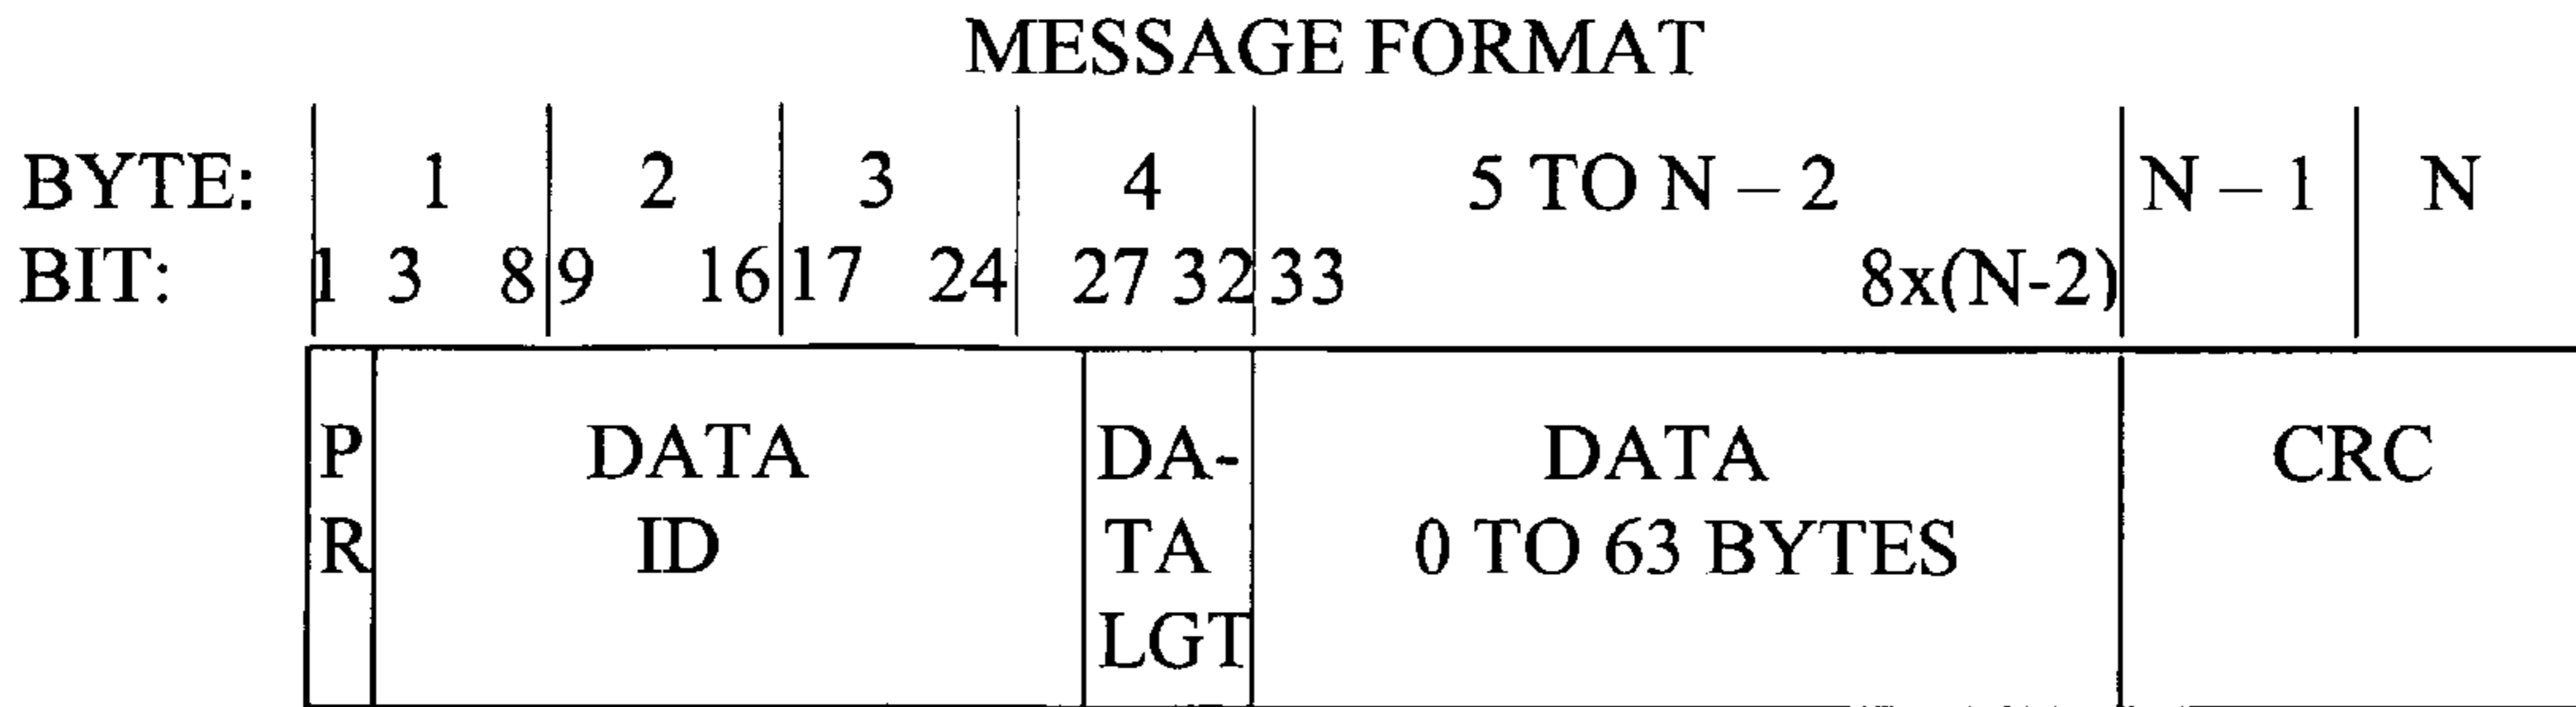 MESSAGE FORMAT
BYTE: 1 2 3 4 5 TO N – 2 N – 1 N
BIT: 1 3 8 9 16 17 24 27 32 33 8x(N-2)
P DATA DA- DATA CRC
R ID TA 0 TO 63 BYTES
LGT